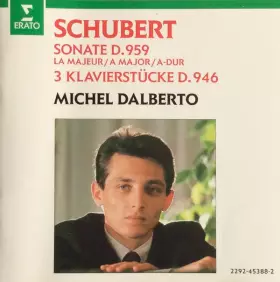 ERATO
SCHUBERT
SONATE D.959
LA MAJEUR/A MAJOR/A-DUR
3 KLAVIERSTÜCKE D.946
MICHEL DALBERTO
2292-45388-2